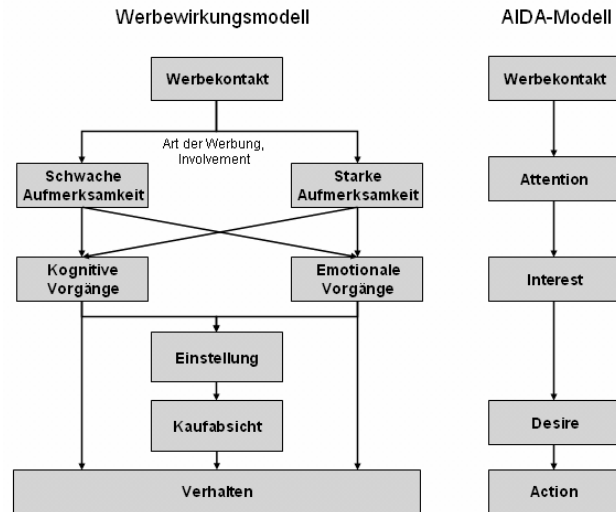 Werbewirkungsmodell
AIDA-Modell
Werbekontakt
Werbekontakt
Art der Werbung,
Involvement
Schwache
Aufmerksamkeit
Starke
Aufmerksamkeit
Attention
Kognitive
Vorgänge
Emotionale
Vorgänge
Interest
Einstellung
Kaufabsicht
Desire
Verhalten
Action